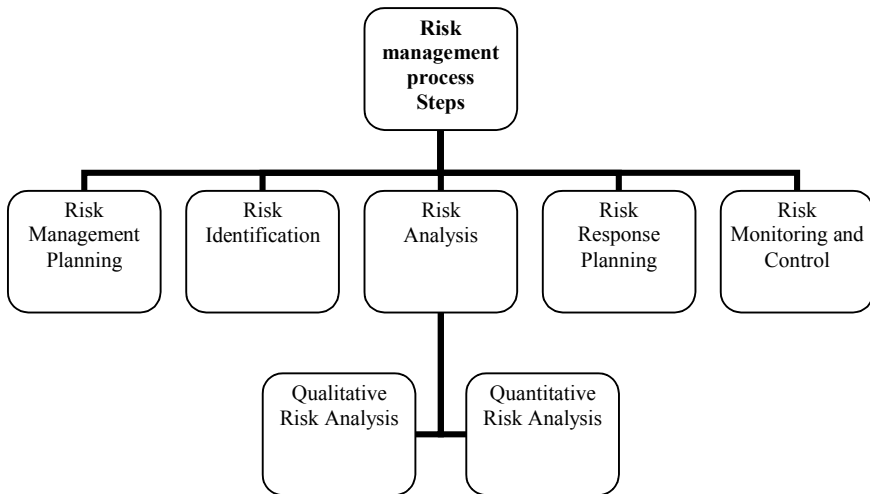 Risk
management
process
Steps
Risk
Management
Planning
Risk
Identification
Risk
Analysis
Risk
Response
Planning
Risk
Monitoring and
Control
Qualitative
Risk Analysis
Quantitative
Risk Analysis